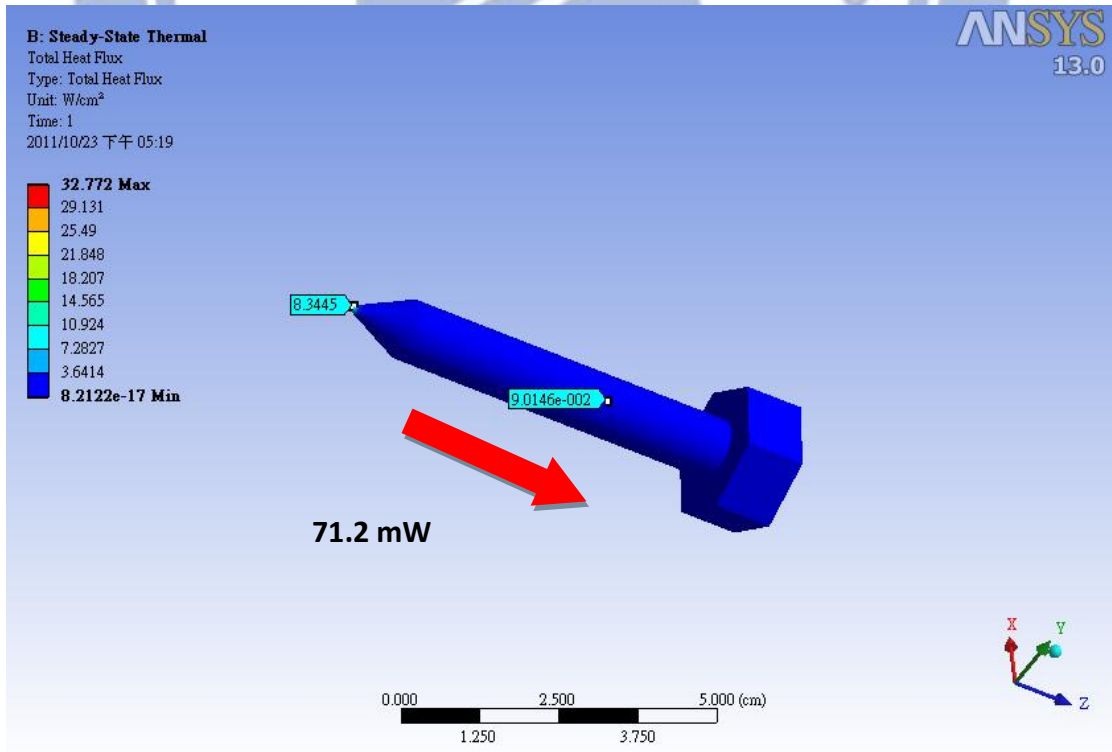 B: Steady-State Thermal
Total Heat Flux
Type: Total Heat Flux
Unit: W/cm²
Time: 1
2011/10/23 下午 05:19
ANSYS
13.0
32.772 Max
29.131
25.49
21.848
18.207
14.565
10.924
7.2827
3.6414
8.2122e-17 Min
8.3445
9.0146e-002
71.2 mW
0.000 2.500 5.000 (cm)
1.250 3.750
X Y
Z